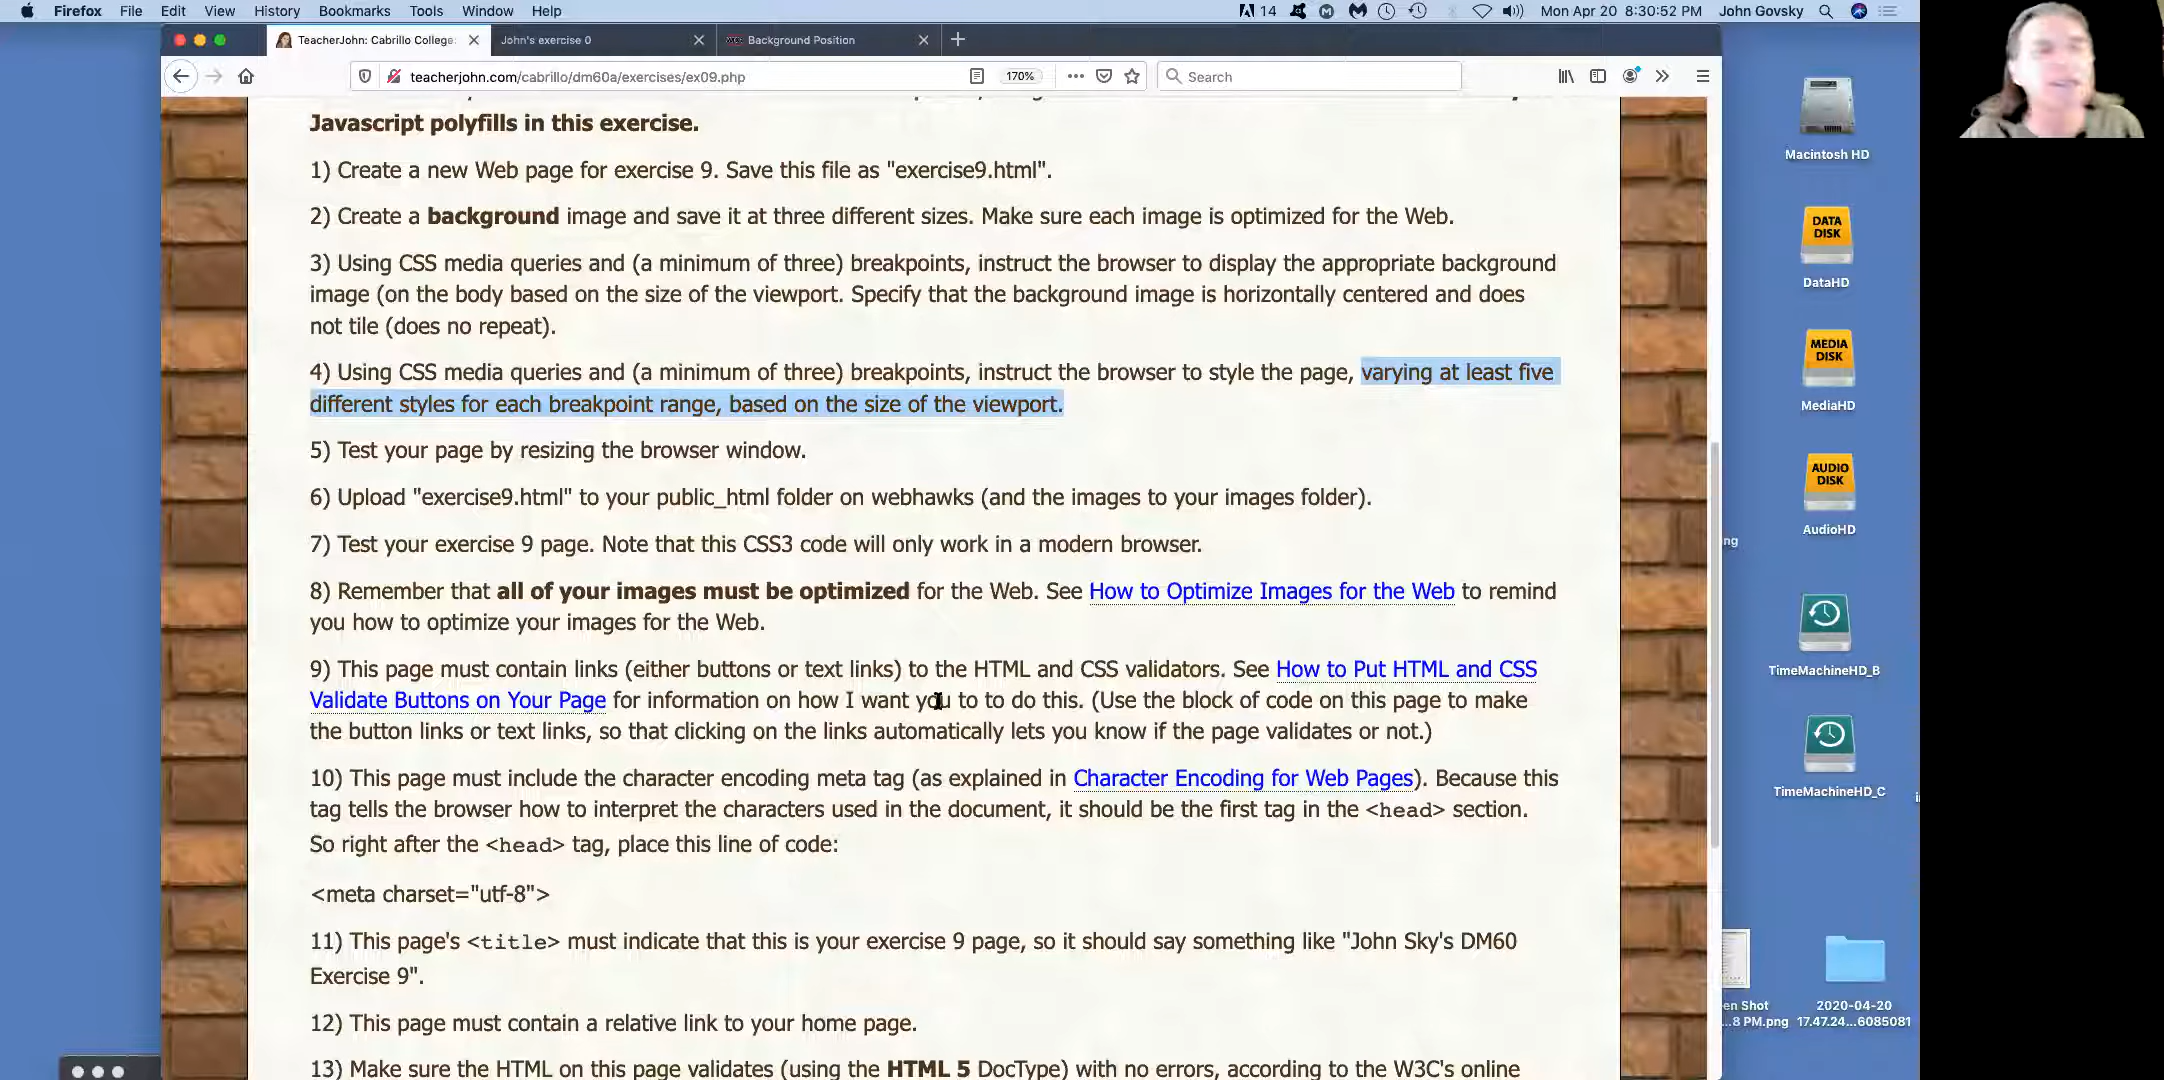 Firefox File Edit View History Bookmarks Tools Window Help 14 Mon Apr 20 8:30:52 PM John Govsky
TeacherJohn: Cabrillo College: John's exercise 0 Background Position
teacherjohn.com/cabrillo/dm60a/exercises/ex09.php 170% Search
Javascript polyfills in this exercise.
1) Create a new Web page for exercise 9. Save this file as "exercise9.html".
2) Create a background image and save it at three different sizes. Make sure each image is optimized for the Web.
3) Using CSS media queries and (a minimum of three) breakpoints, instruct the browser to display the appropriate background
image (on the body based on the size of the viewport. Specify that the background image is horizontally centered and does
not tile (does no repeat).
4) Using CSS media queries and (a minimum of three) breakpoints, instruct the browser to style the page, varying at least five
different styles for each breakpoint range, based on the size of the viewport.
5) Test your page by resizing the browser window.
6) Upload "exercise9.html" to your public_html folder on webhawks (and the images to your images folder).
7) Test your exercise 9 page. Note that this CSS3 code will only work in a modern browser.
8) Remember that all of your images must be optimized for the Web. See How to Optimize Images for the Web to remind
you how to optimize your images for the Web.
9) This page must contain links (either buttons or text links) to the HTML and CSS validators. See How to Put HTML and CSS
Validate Buttons on Your Page for information on how I want you to to do this. (Use the block of code on this page to make
the button links or text links, so that clicking on the links automatically lets you know if the page validates or not.)
10) This page must include the character encoding meta tag (as explained in Character Encoding for Web Pages). Because this
tag tells the browser how to interpret the characters used in the document, it should be the first tag in the <head> section.
So right after the <head> tag, place this line of code:
<meta charset="utf-8">
11) This page's <title> must indicate that this is your exercise 9 page, so it should say something like "John Sky's DM60
Exercise 9".
12) This page must contain a relative link to your home page.
13) Make sure the HTML on this page validates (using the HTML 5 DocType) with no errors, according to the W3C's online
Macintosh HD
DATA
DISK
DataHD
MEDIA
DISK
MediaHD
AUDIO
DISK
AudioHD
ng
TimeMachineHD_B
TimeMachineHD_C
en Shot
...8 PM.png
2020-04-20
17.47.24...6085081